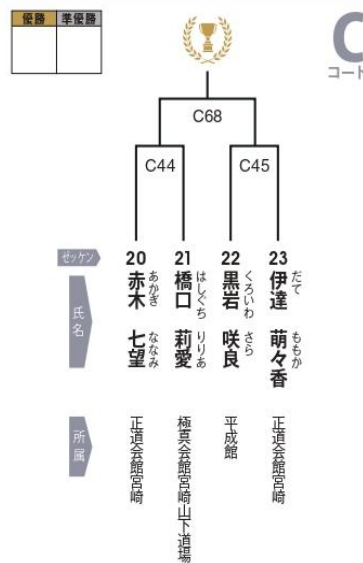 優勝 準優勝
C
コート
C68
C44 C45
ゼッケン 20 21 22 23
氏名
赤木 七望
あかぎ ななみ
橋口 莉愛
はしぐち りりあ
黒岩 咲良
くろいわ さら
伊達 萌々香
だて ももか
所属
正道会館宮崎
極真会館宮崎山下道場
平成館
正道会館宮崎